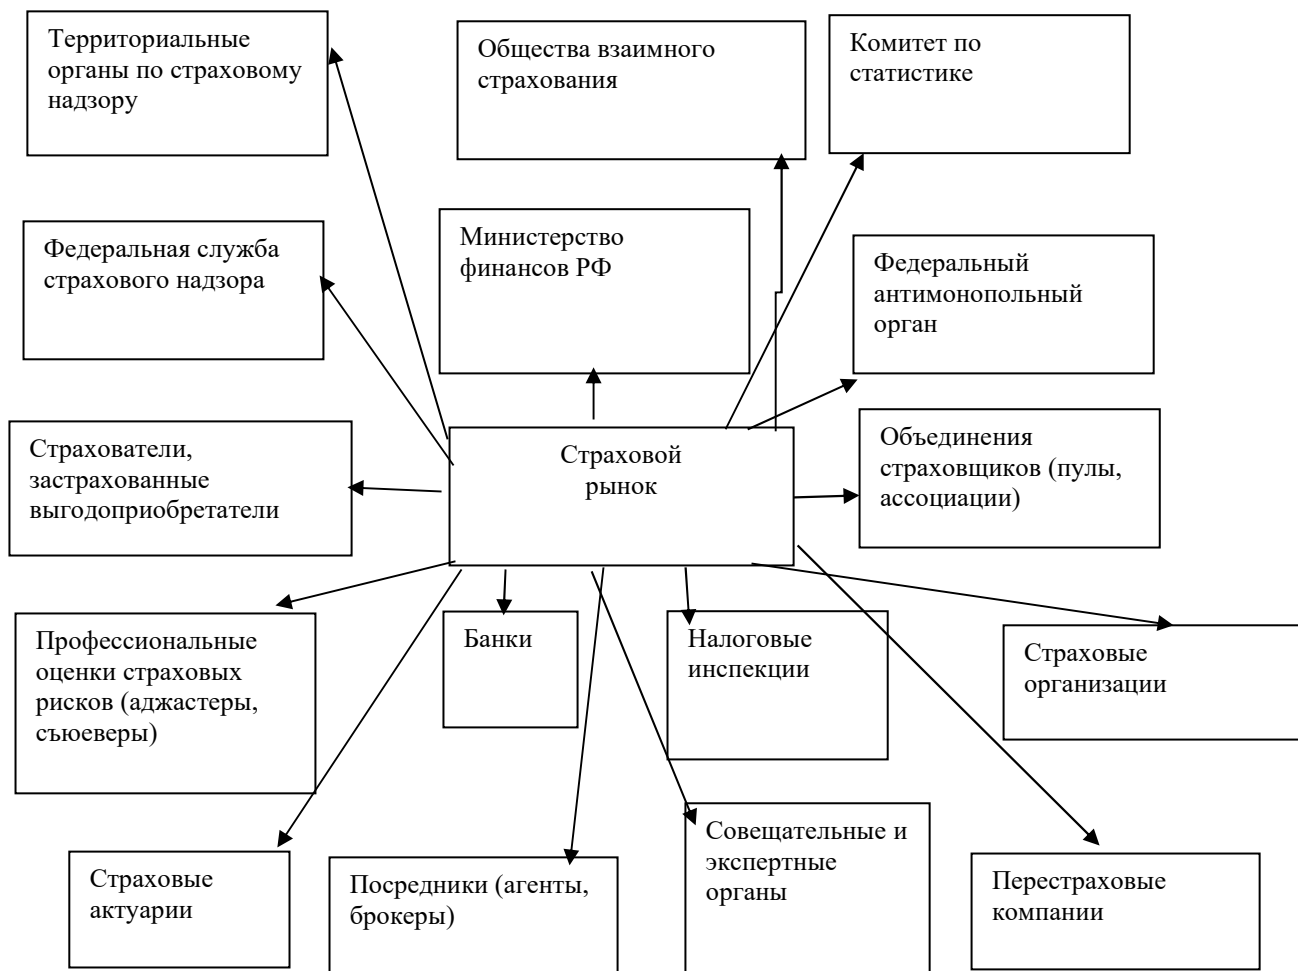 Территориальные
органы по страховому
надзору
Общества взаимного
страхования
Комитет по
статистике
Федеральная служба
страхового надзора
Министерство
финансов РФ
Федеральный
антимонопольный
орган
Страхователи,
застрахованные
выгодоприобретатели
Страховой
рынок
Объединения
страховщиков (пулы,
ассоциации)
Профессиональные
оценки страховых
рисков (аджастеры,
съюеверы)
Банки
Налоговые
инспекции
Страховые
организации
Страховые
актуарии
Посредники (агенты,
брокеры)
Совещательные и
экспертные
органы
Перестраховые
компании